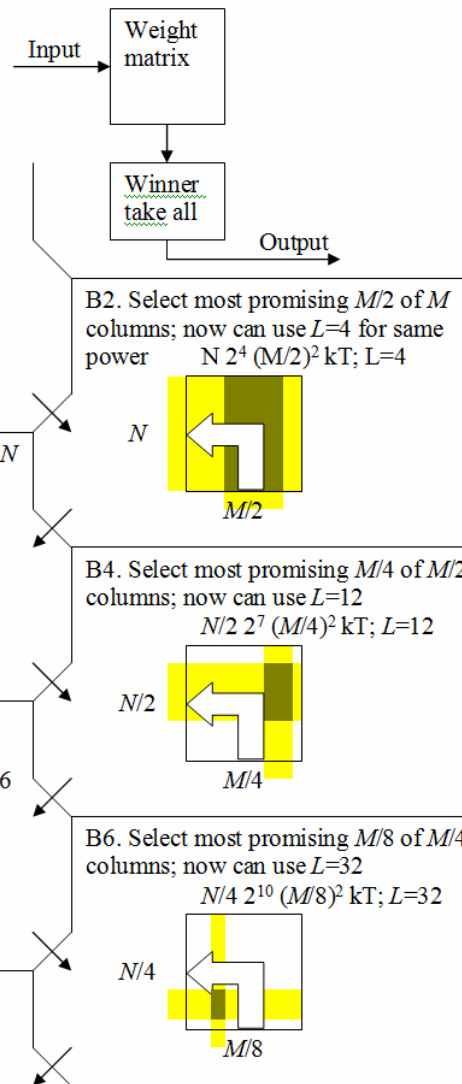 Input
Weight
matrix
Winner
take all
Output
B2. Select most promising M/2 of M
columns; now can use L=4 for same
power N 2⁴ (M/2)² kT; L=4
N
N
M/2
B4. Select most promising M/4 of M/2
columns; now can use L=12
N/2 2⁷ (M/4)² kT; L=12
N/2
6
M/4
B6. Select most promising M/8 of M/4
columns; now can use L=32
N/4 2¹⁰ (M/8)² kT; L=32
N/4
M/8